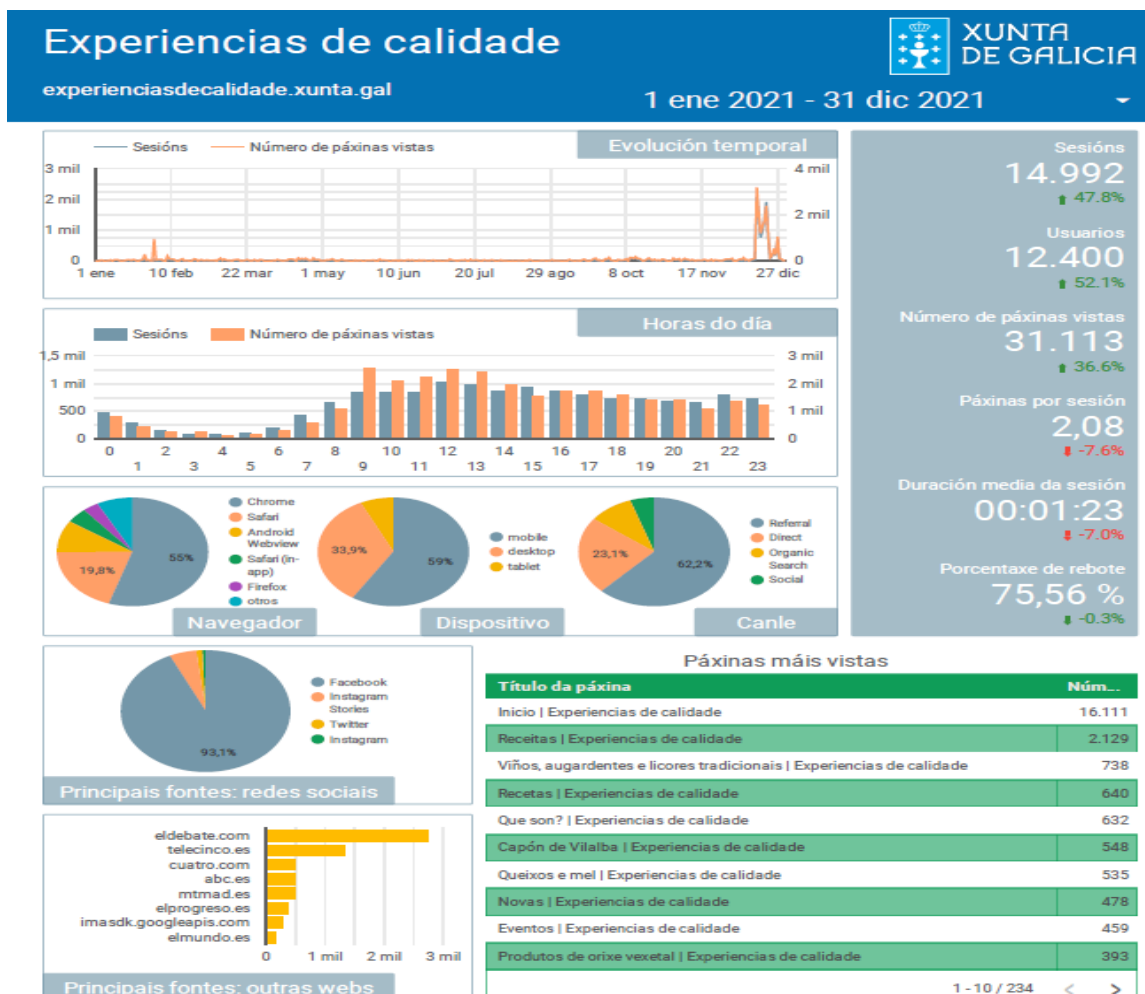 Experiencias de calidade
XUNTA
DE GALICIA
experienciasdecalidade.xunta.gal
1 ene 2021 - 31 dic 2021
Sesións
Número de páxinas vistas
Evolución temporal
3 mil
2 mil
1 mil
0
4 mil
2 mil
0
1 ene
10 feb
22 mar
1 may
10 jun
20 jul
29 ago
8 oct
17 nov
27 dic
Sesións
Número de páxinas vistas
Horas do día
1,5 mil
1 mil
500
0
3 mil
2 mil
1 mil
0
0 2 4 6 8 10 12 14 16 18 20 22
1 3 5 7 9 11 13 15 17 19 21 23
Sesións
14.992
47.8%
Usuarios
12.400
52.1%
Número de páxinas vistas
31.113
36.6%
Páxinas por sesión
2,08
-7.6%
Duración media da sesión
00:01:23
-7.0%
Porcentaxe de rebote
75,56 %
-0.3%
55%
19,8%
Chrome
Safari
Android
Webview
Safari (in-
app)
Firefox
otros
Navegador
33,9%
59%
mobile
desktop
tablet
Dispositivo
23,1%
62,2%
Referral
Direct
Organic
Search
Social
Canle
93,1%
Facebook
Instagram
Stories
Twitter
Instagram
Principais fontes: redes sociais
eldebate.com
telecinco.es
cuatro.com
abc.es
mtmad.es
elprogreso.es
imasdk.googleapis.com
elmundo.es
0 1 mil 2 mil 3 mil
Principais fontes: outras webs
Páxinas máis vistas
Título da páxina Núm...
Inicio | Experiencias de calidade 16.111
Receitas | Experiencias de calidade 2.129
Viños, augardentes e licores tradicionais | Experiencias de calidade 738
Recetas | Experiencias de calidade 640
Que son? | Experiencias de calidade 632
Capón de Vilalba | Experiencias de calidade 548
Queixos e mel | Experiencias de calidade 535
Novas | Experiencias de calidade 478
Eventos | Experiencias de calidade 459
Produtos de orixe vexetal | Experiencias de calidade 393
1 - 10 / 234 < >